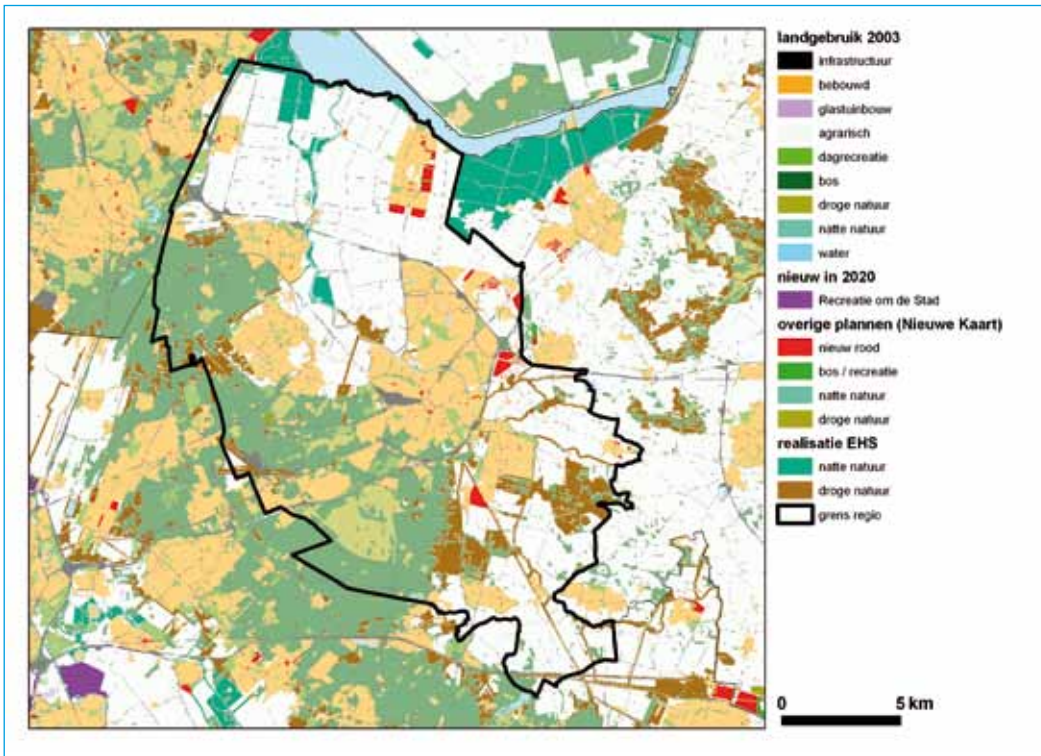 landgebruik 2003
infrastructuur
bebouwd
glastuinbouw
agrarisch
dagrecreatie
bos
droge natuur
natte natuur
water
nieuw in 2020
Recreatie om de Stad
overige plannen (Nieuwe Kaart)
nieuw rood
bos / recreatie
natte natuur
droge natuur
realisatie EHS
natte natuur
droge natuur
grens regio
0 5 km